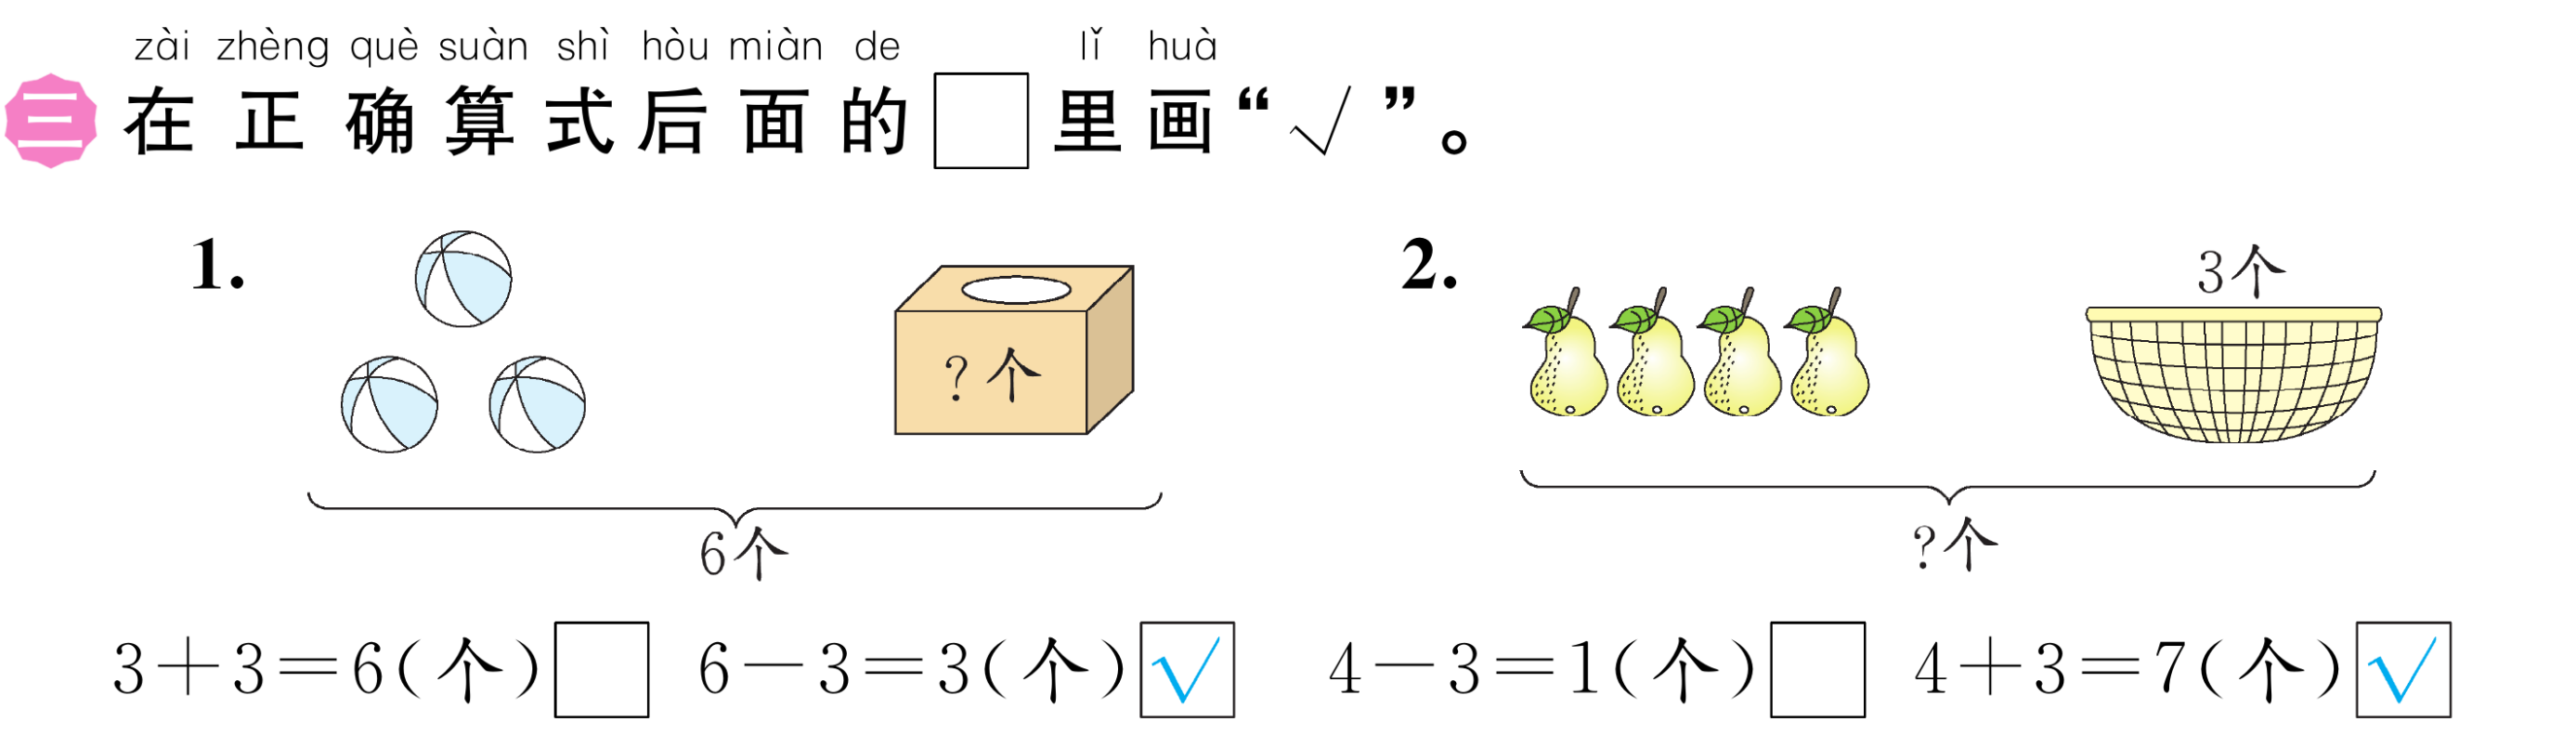 zài zhèng què suàn shì hòu miàn de lǐ huà
三 在正确算式后面的□里画“√”。
1.
?个
6个
3+3=6(个)□ 6-3=3(个)☑
2.
3个
?个
4-3=1(个)□ 4+3=7(个)☑